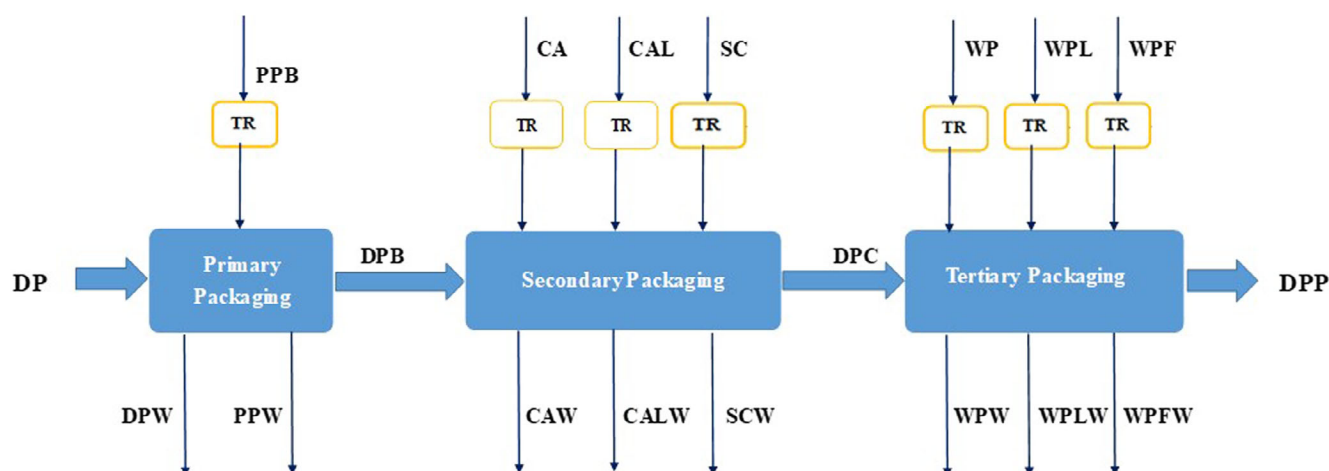 CA CAL SC WP WPL WPF
PPB
TR TR TR TR TR TR TR
Primary
Packaging
DPB
Secondary Packaging
DPC
Tertiary Packaging
DP
DPP
DPW PPW CAW CALW SCW WPW WPLW WPFW